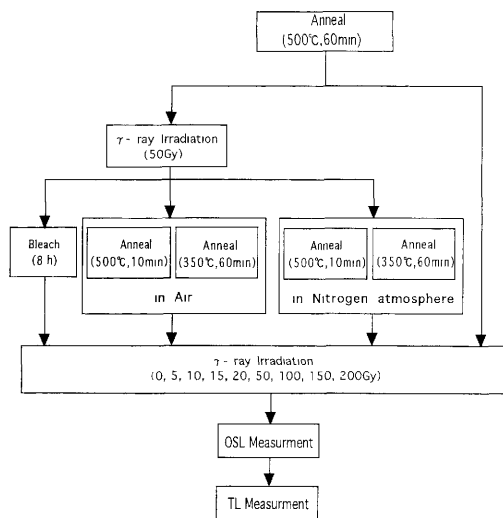 Anneal
(500℃,60min)
γ - ray Irradiation
(50Gy)
Bleach
(8 h)
Anneal
(500℃,10min)
Anneal
(350℃,60min)
in Air
Anneal
(500℃,10min)
Anneal
(350℃,60min)
in Nitrogen atmosphere
γ - ray Irradiation
(0, 5, 10, 15, 20, 50, 100, 150, 200Gy)
OSL Measurment
TL Measurment